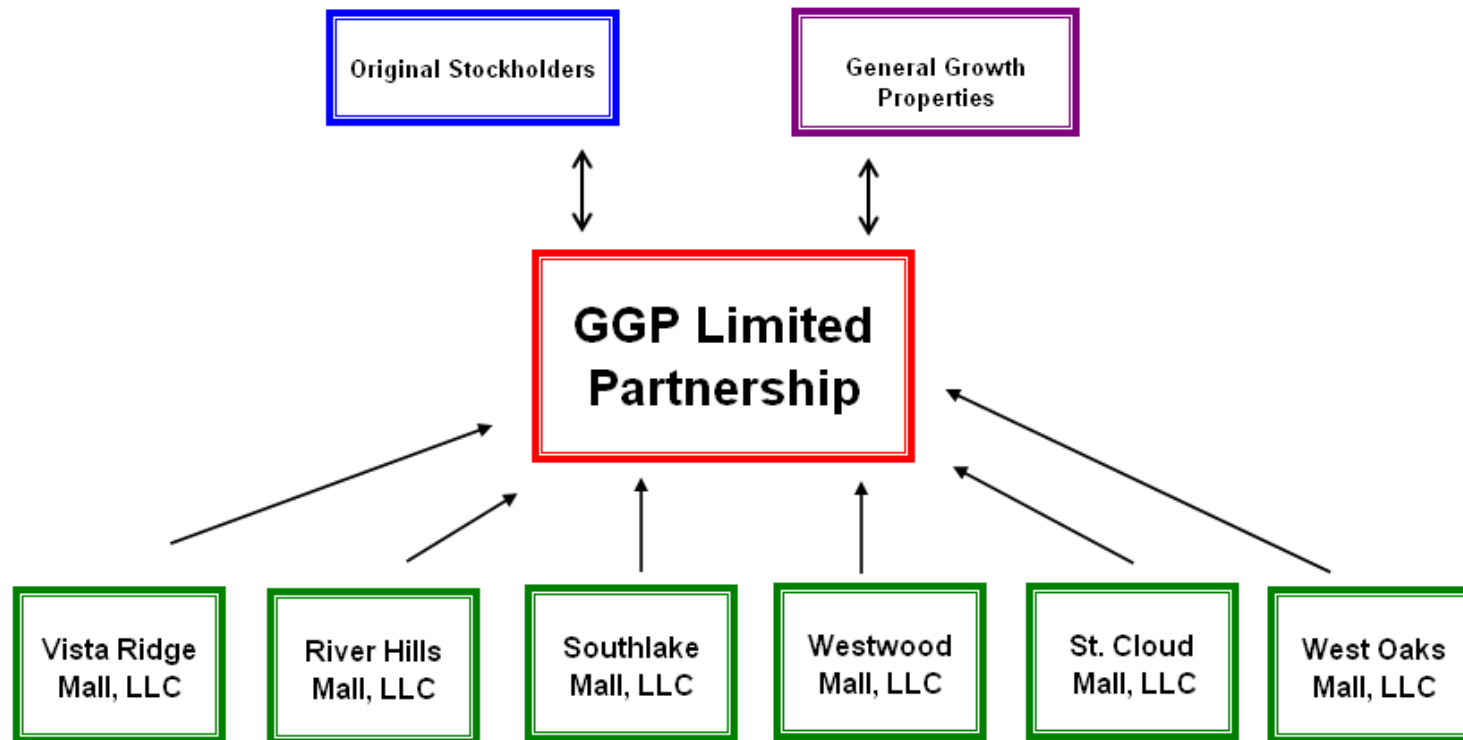 Original Stockholders
General Growth
Properties
GGP Limited
Partnership
Vista Ridge
Mall, LLC
River Hills
Mall, LLC
Southlake
Mall, LLC
Westwood
Mall, LLC
St. Cloud
Mall, LLC
West Oaks
Mall, LLC